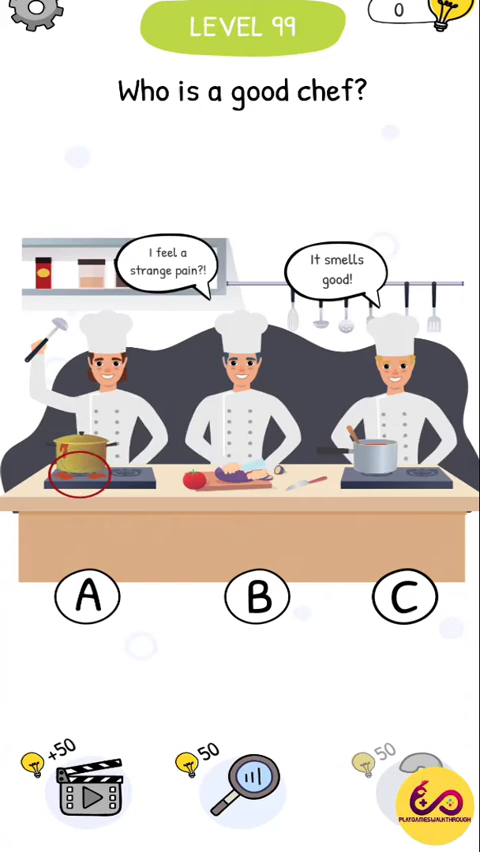 LEVEL 99
0
Who is a good chef?
I feel a
strange pain?!
It smells
good!
A
B
C
+50
50
50
PLAYGAMESWALKTHROUGH